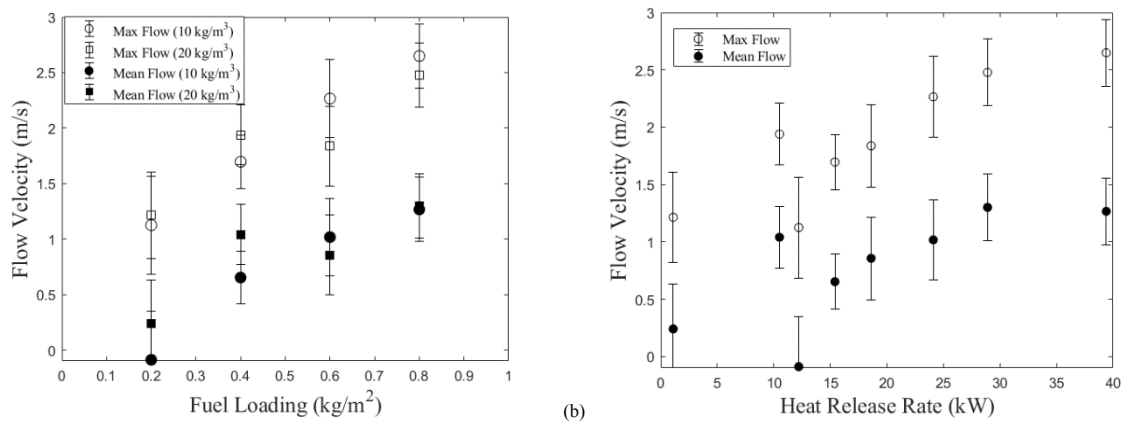 3
2.5
2
1.5
1
0.5
0
Flow Velocity (m/s)
Max Flow (10 kg/m³)
Max Flow (20 kg/m³)
Mean Flow (10 kg/m³)
Mean Flow (20 kg/m³)
0 0.1 0.2 0.3 0.4 0.5 0.6 0.7 0.8 0.9 1
Fuel Loading (kg/m²)
(b)
3
2.5
2
1.5
1
0.5
0
Flow Velocity (m/s)
Max Flow
Mean Flow
0 5 10 15 20 25 30 35 40
Heat Release Rate (kW)